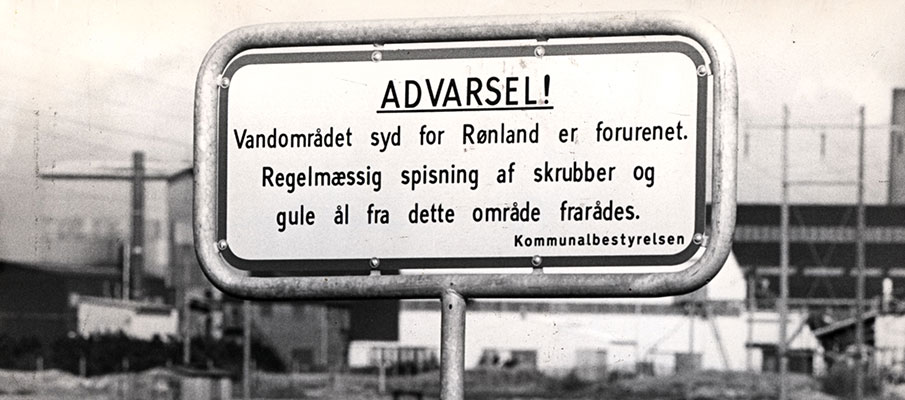 ADVARSEL!
Vandområdet syd for Rønland er forurenet.
Regelmæssig spisning af skrubber og
gule ål fra dette område frarådes.
Kommunalbestyrelsen